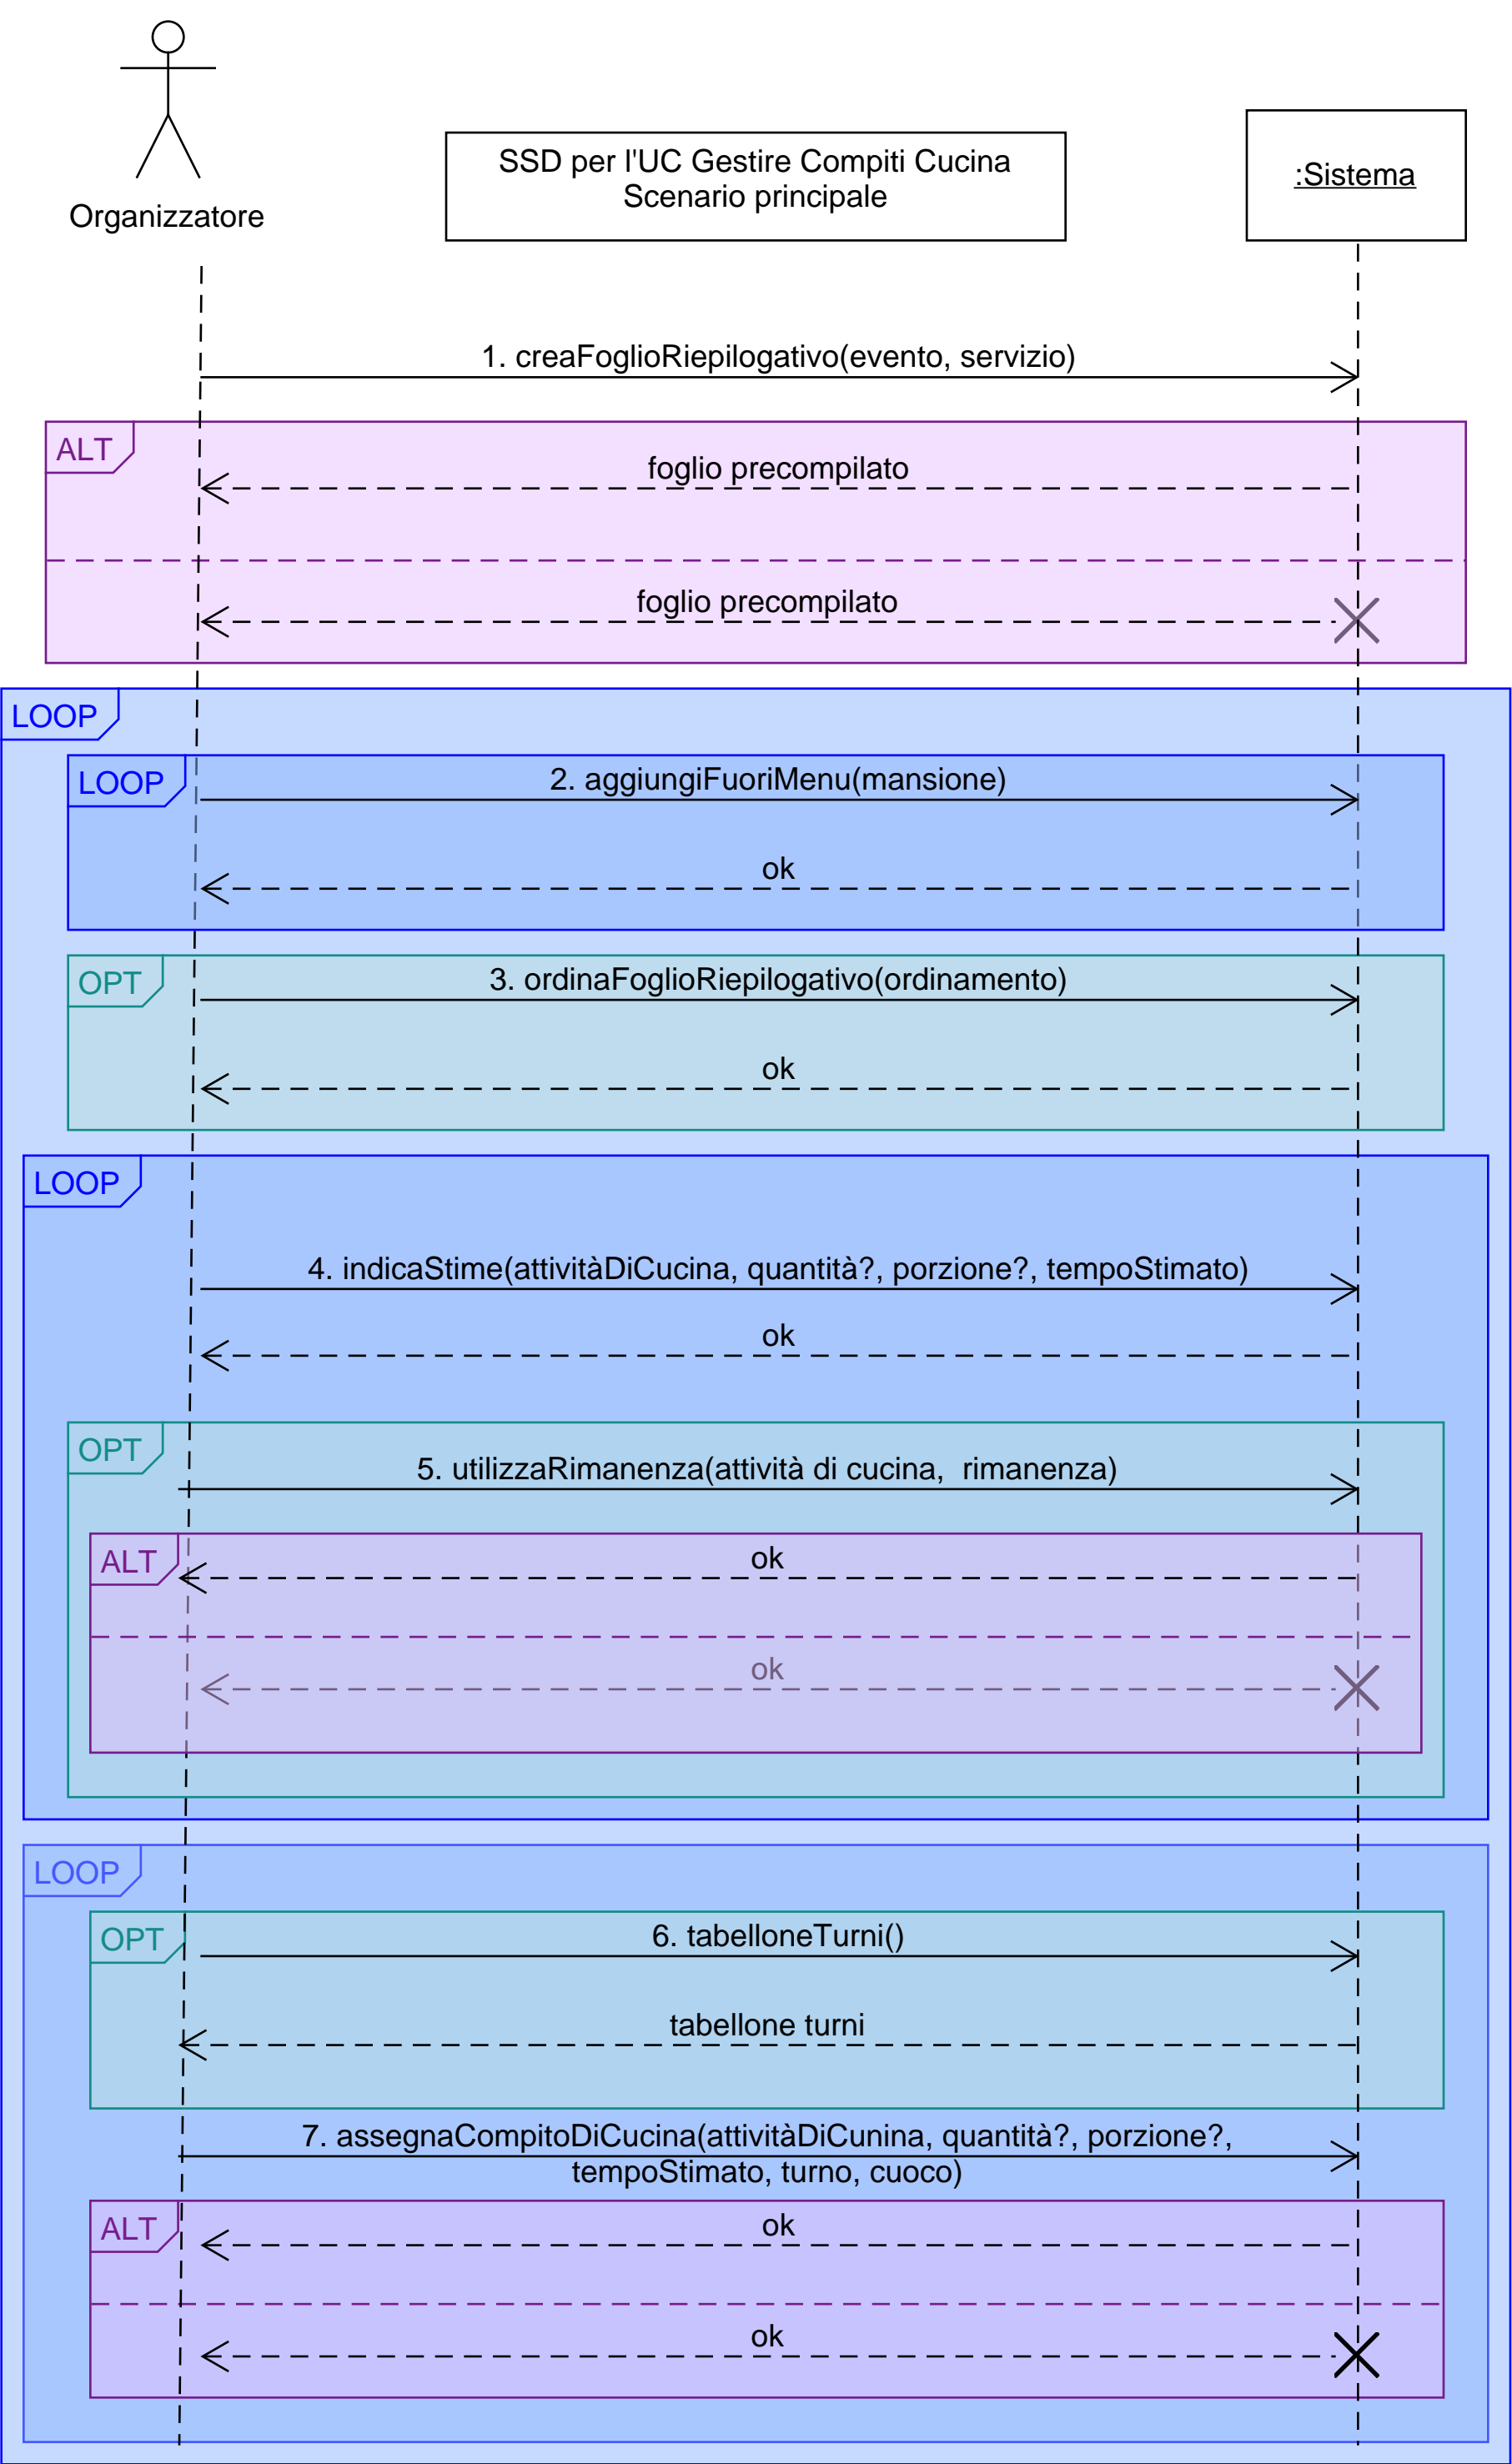 Organizzatore
SSD per l'UC Gestire Compiti Cucina
Scenario principale
:Sistema
1. creaFoglioRiepilogativo(evento, servizio)
ALT
foglio precompilato
foglio precompilato
LOOP
LOOP
2. aggiungiFuoriMenu(mansione)
ok
OPT
3. ordinaFoglioRiepilogativo(ordinamento)
ok
LOOP
4. indicaStime(attivitàDiCucina, quantità?, porzione?, tempoStimato)
ok
OPT
5. utilizzaRimanenza(attività di cucina,  rimanenza)
ALT
ok
ok
LOOP
OPT
6. tabelloneTurni()
tabellone turni
7. assegnaCompitoDiCucina(attivitàDiCunina, quantità?, porzione?,
tempoStimato, turno, cuoco)
ALT
ok
ok